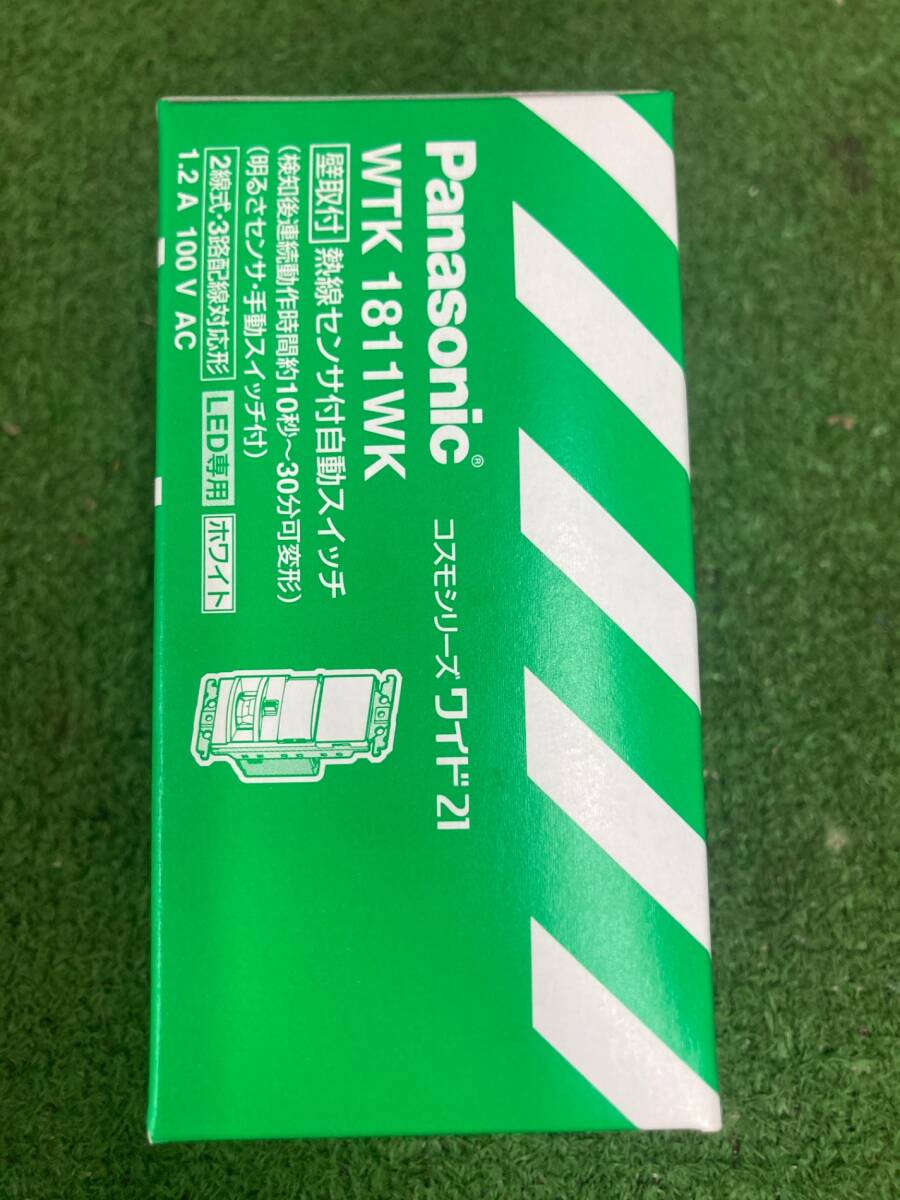 Panasonic®
コスモシリーズ ワイド21
WTK 1811WK
壁取付 熱線センサ付自動スイッチ
(検知後連続動作時間約10秒～30分可変形)
(明るさセンサ・手動スイッチ付)
2線式・3路配線対応形 LED専用 ホワイト
1.2A 100V AC